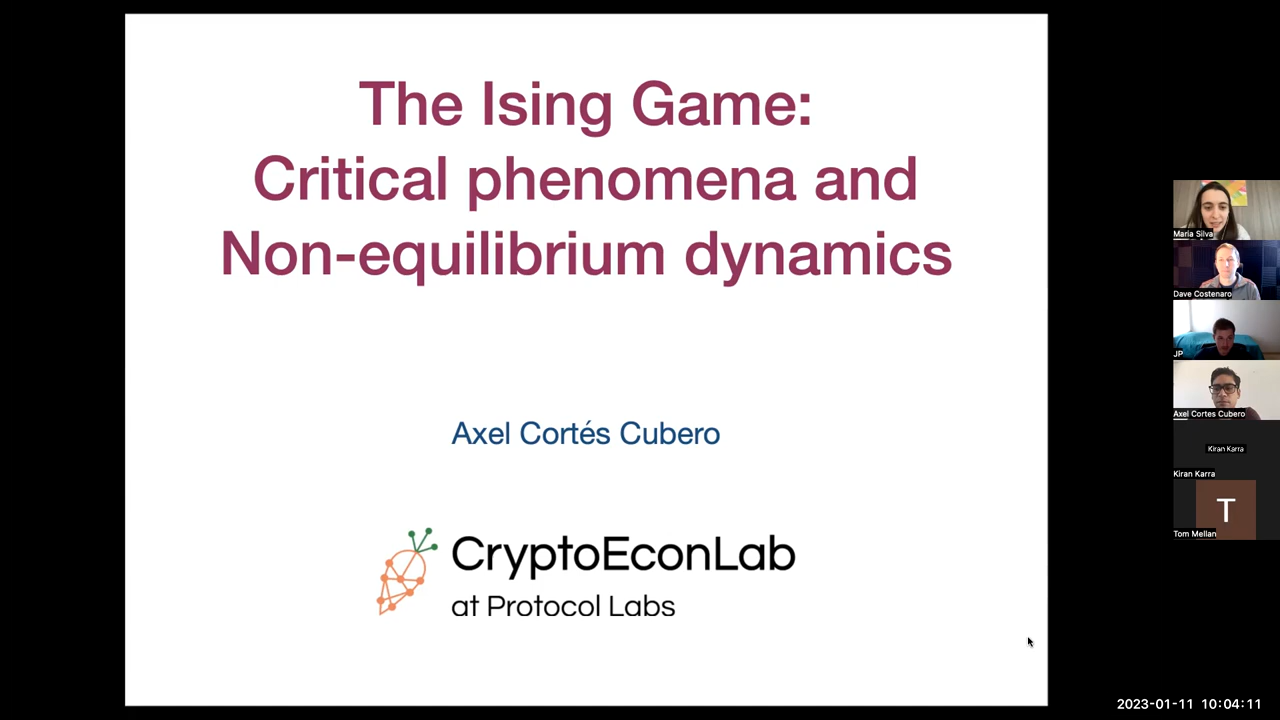 The Ising Game:
Critical phenomena and
Non-equilibrium dynamics
Axel Cortés Cubero
CryptoEconLab
at Protocol Labs
Maria Silva
Dave Costenaro
JP
Axel Cortes Cubero
Kiran Karra
Kiran Karra
T
Tom Mellan
2023-01-11 10:04:11